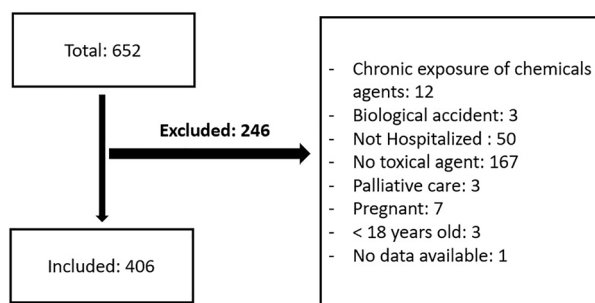 Total: 652
Excluded: 246
- Chronic exposure of chemicals
agents: 12
- Biological accident: 3
- Not Hospitalized : 50
- No toxical agent: 167
- Palliative care: 3
- Pregnant: 7
- < 18 years old: 3
- No data available: 1
Included: 406